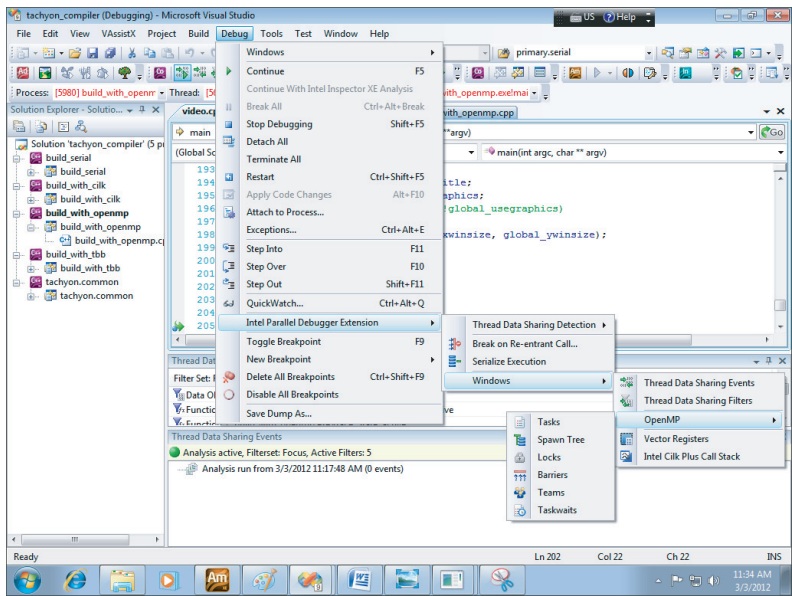 tachyon_compiler (Debugging) - Microsoft Visual Studio
US Help
File Edit View VAssistX Project Build Debug Tools Test Window Help
primary.serial
Process: [5980] build_with_openm Thread: [5
with_openmp.exe!mai
Solution Explorer - Solutio...
Solution 'tachyon_compiler' (5 pr
build_serial
build_serial
build_with_cilk
build_with_cilk
build_with_openmp
build_with_openmp
build_with_openmp.c
build_with_tbb
build_with_tbb
tachyon.common
tachyon.common
Windows
Continue F5
Continue With Intel Inspector XE Analysis
Break All Ctrl+Alt+Break
Stop Debugging Shift+F5
Detach All
Terminate All
Restart Ctrl+Shift+F5
Apply Code Changes Alt+F10
Attach to Process...
Exceptions... Ctrl+Alt+E
Step Into F11
Step Over F10
Step Out Shift+F11
QuickWatch... Ctrl+Alt+Q
Intel Parallel Debugger Extension
Toggle Breakpoint F9
New Breakpoint
Delete All Breakpoints Ctrl+Shift+F9
Disable All Breakpoints
Save Dump As...
video.c
with_openmp.cpp
main
**argv)
Go
(Global Sc
main(int argc, char ** argv)
193
194 itle;
195 aphics;
196 !global_usegraphics)
197
198 xwinsize, global_ywinsize);
199
200
201
202
203
204
205
Thread Data Sharing Detection
Break on Re-entrant Call...
Serialize Execution
Windows
Thread Data Sharing Events
Thread Data Sharing Filters
OpenMP
Vector Registers
Intel Cilk Plus Call Stack
Tasks
Spawn Tree
Locks
Barriers
Teams
Taskwaits
Thread Dat
Filter Set: F
Data O
Functic
ve
Functic
Thread Data Sharing Events
Analysis active, Filterset: Focus, Active Filters: 5
Analysis run from 3/3/2012 11:17:48 AM (0 events)
Ready Ln 202 Col 22 Ch 22 INS
Am
11:34 AM
3/3/2012